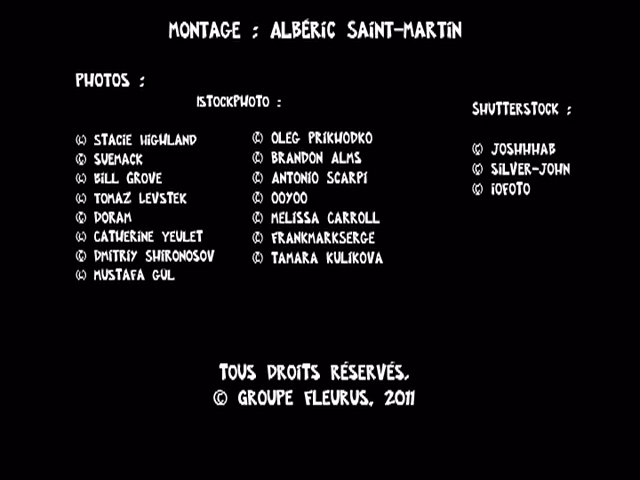 MONTAGE : ALBÉRIC SAINT-MARTIN
PHOTOS :
ISTOCKPHOTO :
© STACIE HIGHLAND
© SUEMACK
© BILL GROVE
© TOMAZ LEVSTEK
© DORAM
© CATHERINE YEULET
© DMITRIY SHIRONOSOV
© MUSTAFA GÜL
© OLEG PRIKHODKO
© BRANDON ALMS
© ANTONIO SCARPI
© OOYOO
© MELISSA CARROLL
© FRANKMARKSERGE
© TAMARA KULIKOVA
SHUTTERSTOCK :
© JOSHHHAB
© SILVER-JOHN
© IOFOTO
TOUS DROITS RÉSERVÉS.
© GROUPE FLEURUS, 2011